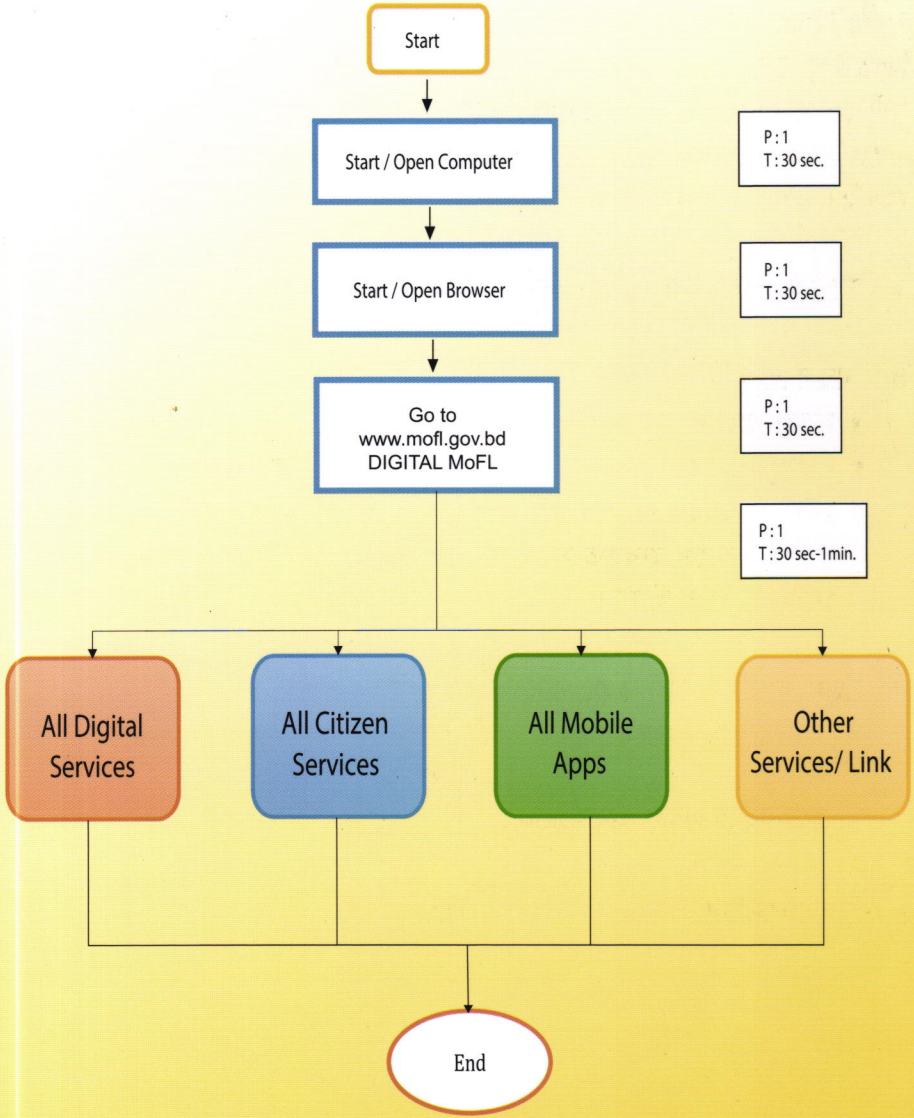 Start
Start / Open Computer
P : 1
T : 30 sec.
Start / Open Browser
P : 1
T : 30 sec.
Go to
www.mofl.gov.bd
DIGITAL MoFL
P : 1
T : 30 sec.
P : 1
T : 30 sec-1min.
All Digital
Services
All Citizen
Services
All Mobile
Apps
Other
Services/ Link
End